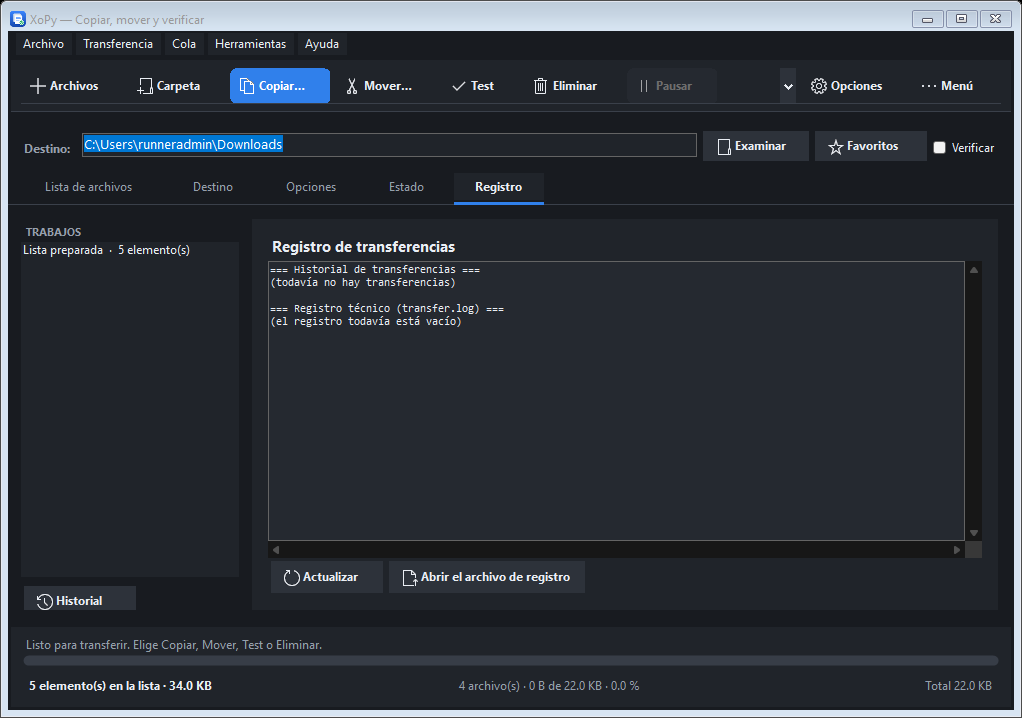 XoPy — Copiar, mover y verificar
Archivo Transferencia Cola Herramientas Ayuda
Archivos Carpeta Copiar... Mover... Test Eliminar Pausar Opciones Menú
Destino: C:\Users\runneradmin\Downloads Examinar Favoritos Verificar
Lista de archivos Destino Opciones Estado Registro
TRABAJOS
Lista preparada · 5 elemento(s)
Registro de transferencias
=== Historial de transferencias ===
(todavía no hay transferencias)
=== Registro técnico (transfer.log) ===
(el registro todavía está vacío)
Actualizar Abrir el archivo de registro
Historial
Listo para transferir. Elige Copiar, Mover, Test o Eliminar.
5 elemento(s) en la lista · 34.0 KB 4 archivo(s) · 0 B de 22.0 KB · 0.0 % Total 22.0 KB